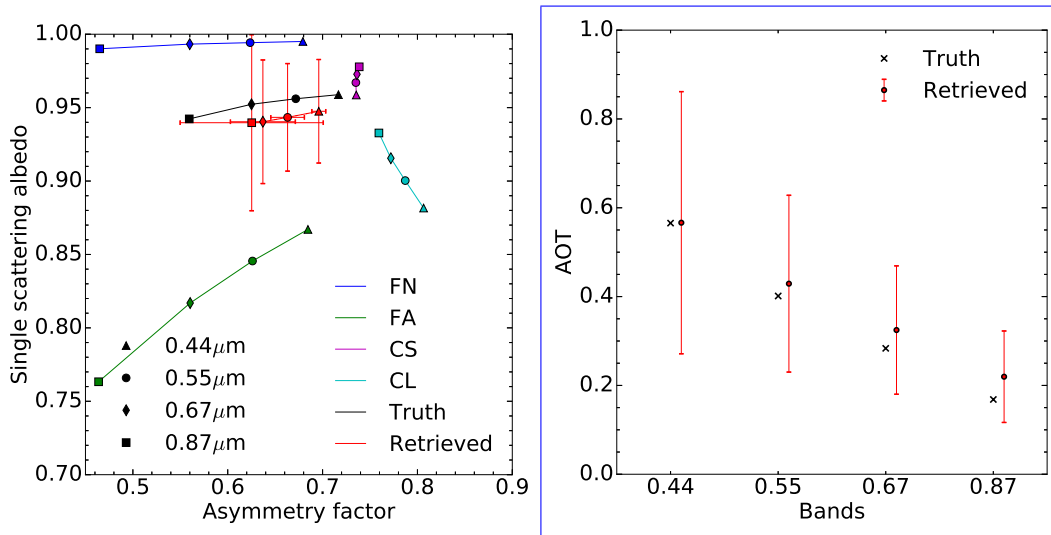 1.00
0.95
0.90
0.85
0.80
0.75
0.70
Single scattering albedo
0.5 0.6 0.7 0.8 0.9
Asymmetry factor
0.44μm
0.55μm
0.67μm
0.87μm
FN
FA
CS
CL
Truth
Retrieved
1.0
0.8
0.6
0.4
0.2
0.0
AOT
0.44 0.55 0.67 0.87
Bands
Truth
Retrieved